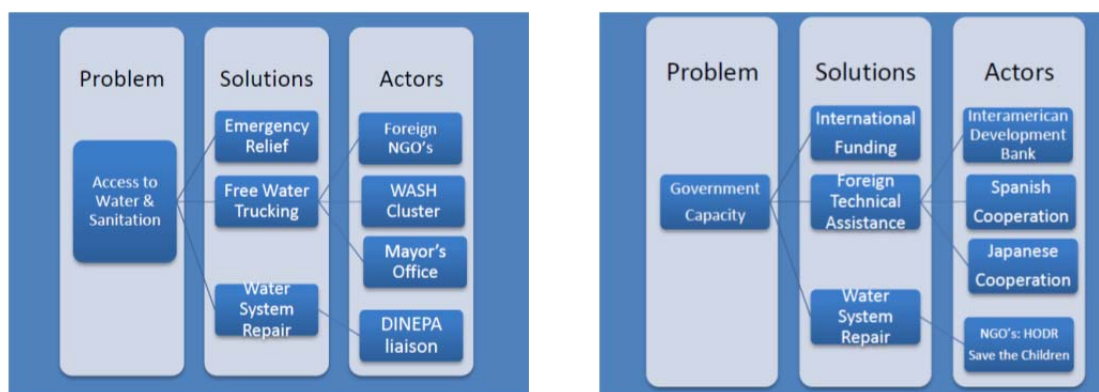 Problem
Solutions
Actors
Access to
Water &
Sanitation
Emergency
Relief
Free Water
Trucking
Water
System
Repair
Foreign
NGO's
WASH
Cluster
Mayor's
Office
DINEPA
liaison
Problem
Solutions
Actors
Government
Capacity
International
Funding
Foreign
Technical
Assistance
Water
System
Repair
Interamerican
Development
Bank
Spanish
Cooperation
Japanese
Cooperation
NGO's: HODR
Save the Children